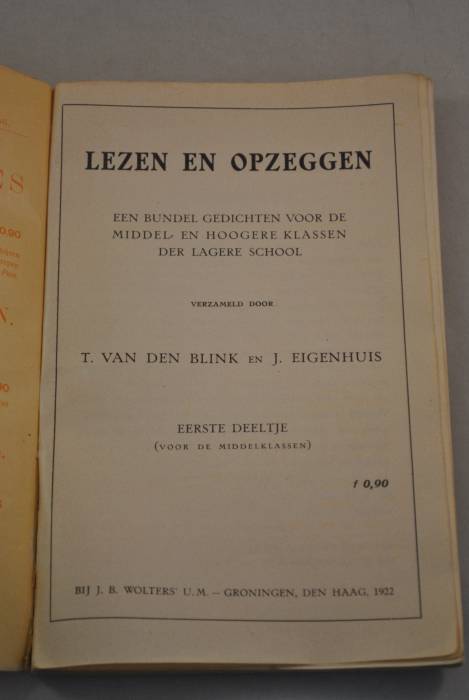 LEZEN EN OPZEGGEN
EEN BUNDEL GEDICHTEN VOOR DE
MIDDEL- EN HOOGERE KLASSEN
DER LAGERE SCHOOL
VERZAMELD DOOR
T. VAN DEN BLINK EN J. EIGENHUIS
EERSTE DEELTJE
(VOOR DE MIDDELKLASSEN)
f 0,90
BIJ J. B. WOLTERS' U. M. – GRONINGEN, DEN HAAG, 1922